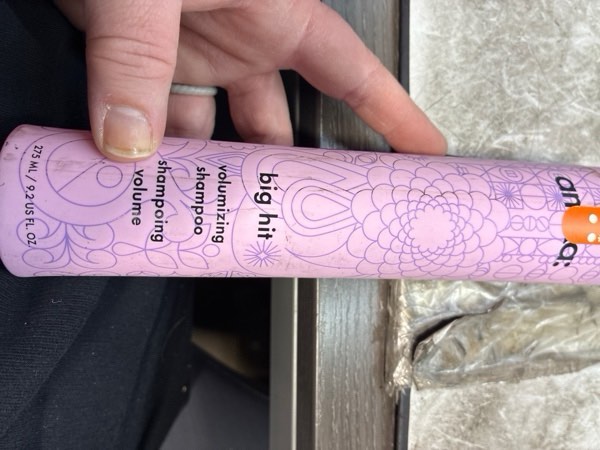 big hit
volumizing
shampoo
shampoing
volume
275 ML / 9.2 US FL. OZ.